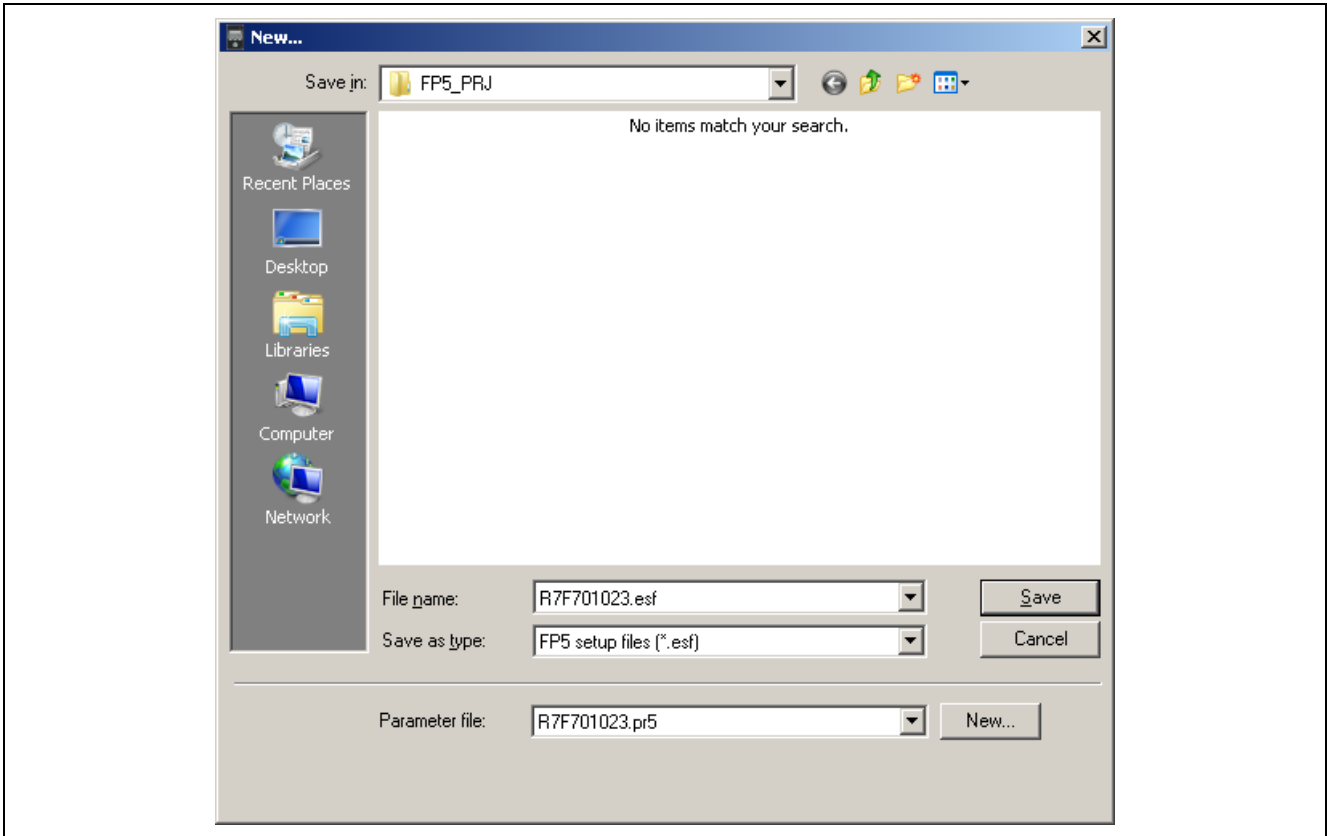 New...
Save in: FP5_PRJ
No items match your search.
Recent Places
Desktop
Libraries
Computer
Network
File name: R7F701023.esf Save
Save as type: FP5 setup files (*.esf) Cancel
Parameter file: R7F701023.pr5 New...